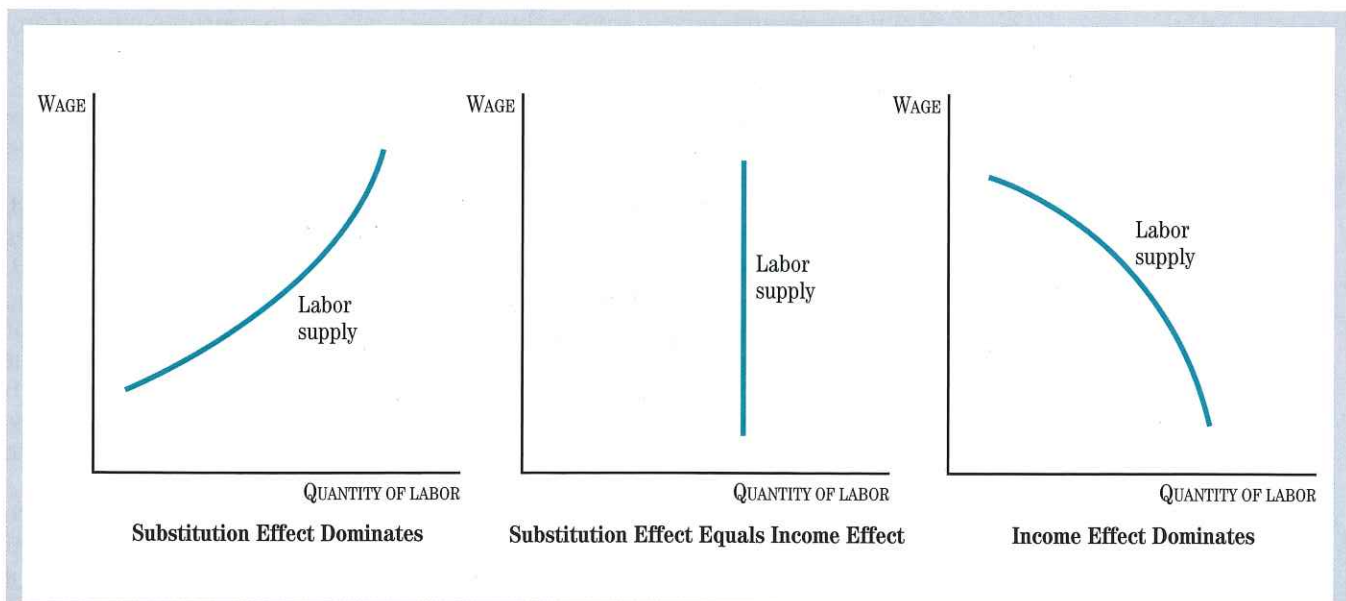 WAGE
Labor
supply
QUANTITY OF LABOR
Substitution Effect Dominates
WAGE
Labor
supply
QUANTITY OF LABOR
Substitution Effect Equals Income Effect
WAGE
Labor
supply
QUANTITY OF LABOR
Income Effect Dominates